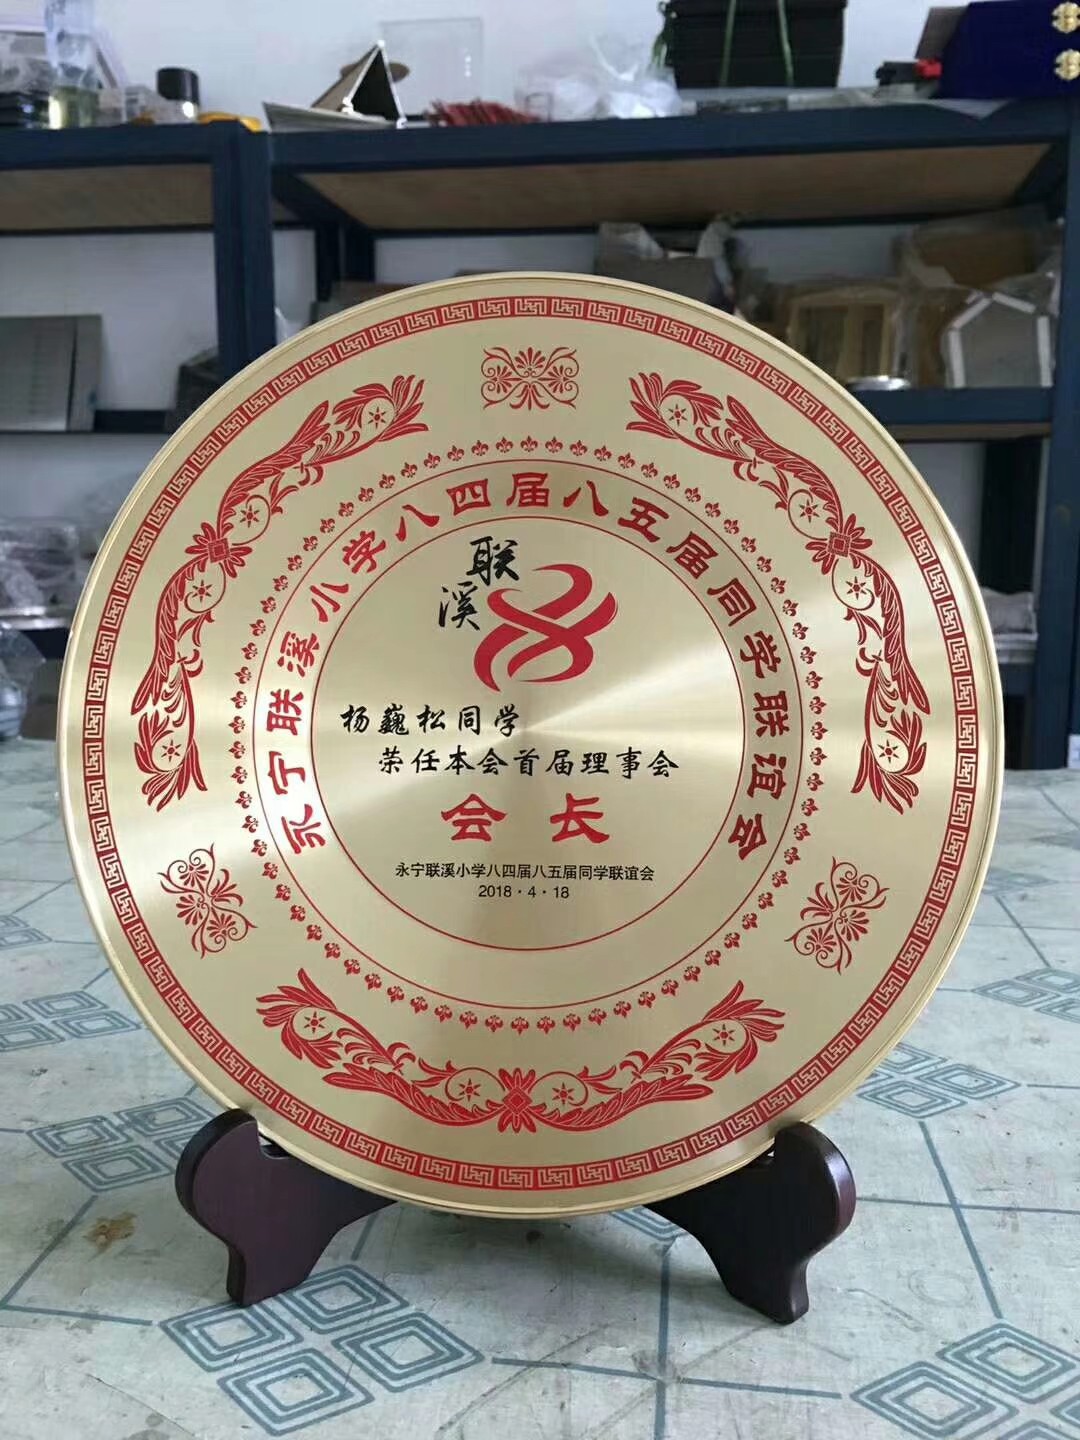 永宁联溪小学八四届八五届同学联谊会
联溪
杨巍松同学
荣任本会首届理事会
会长
永宁联溪小学八四届八五届同学联谊会
2018·4·18